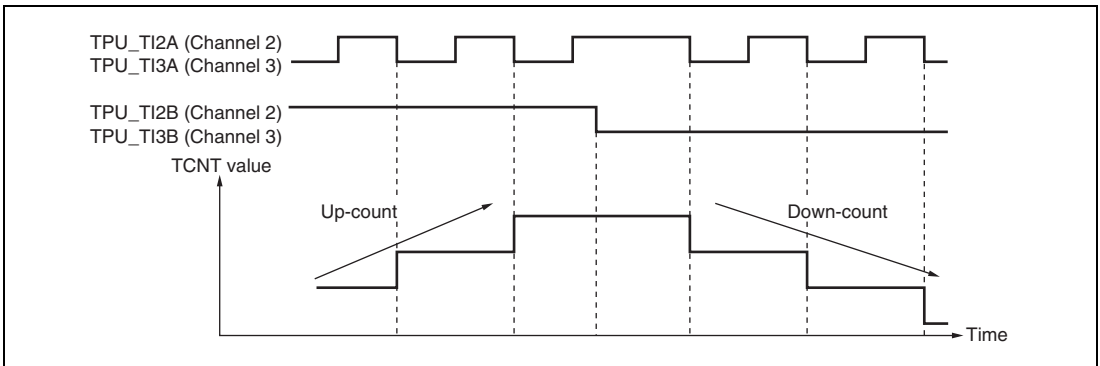 TPU_TI2A (Channel 2)
TPU_TI3A (Channel 3)
TPU_TI2B (Channel 2)
TPU_TI3B (Channel 3)
TCNT value
Up-count
Down-count
Time